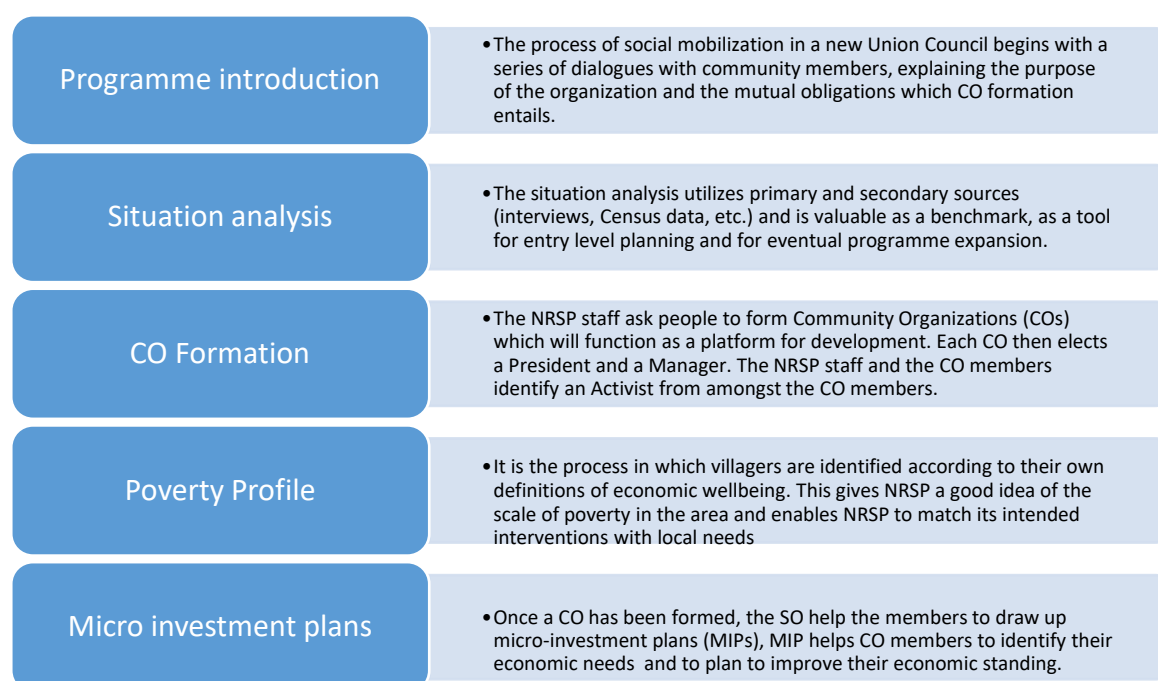 Programme introduction
•The process of social mobilization in a new Union Council begins with a
series of dialogues with community members, explaining the purpose
of the organization and the mutual obligations which CO formation
entails.
Situation analysis
•The situation analysis utilizes primary and secondary sources
(interviews, Census data, etc.) and is valuable as a benchmark, as a tool
for entry level planning and for eventual programme expansion.
CO Formation
•The NRSP staff ask people to form Community Organizations (COs)
which will function as a platform for development. Each CO then elects
a President and a Manager. The NRSP staff and the CO members
identify an Activist from amongst the CO members.
Poverty Profile
•It is the process in which villagers are identified according to their own
definitions of economic wellbeing. This gives NRSP a good idea of the
scale of poverty in the area and enables NRSP to match its intended
interventions with local needs
Micro investment plans
•Once a CO has been formed, the SO help the members to draw up
micro-investment plans (MIPs), MIP helps CO members to identify their
economic needs and to plan to improve their economic standing.